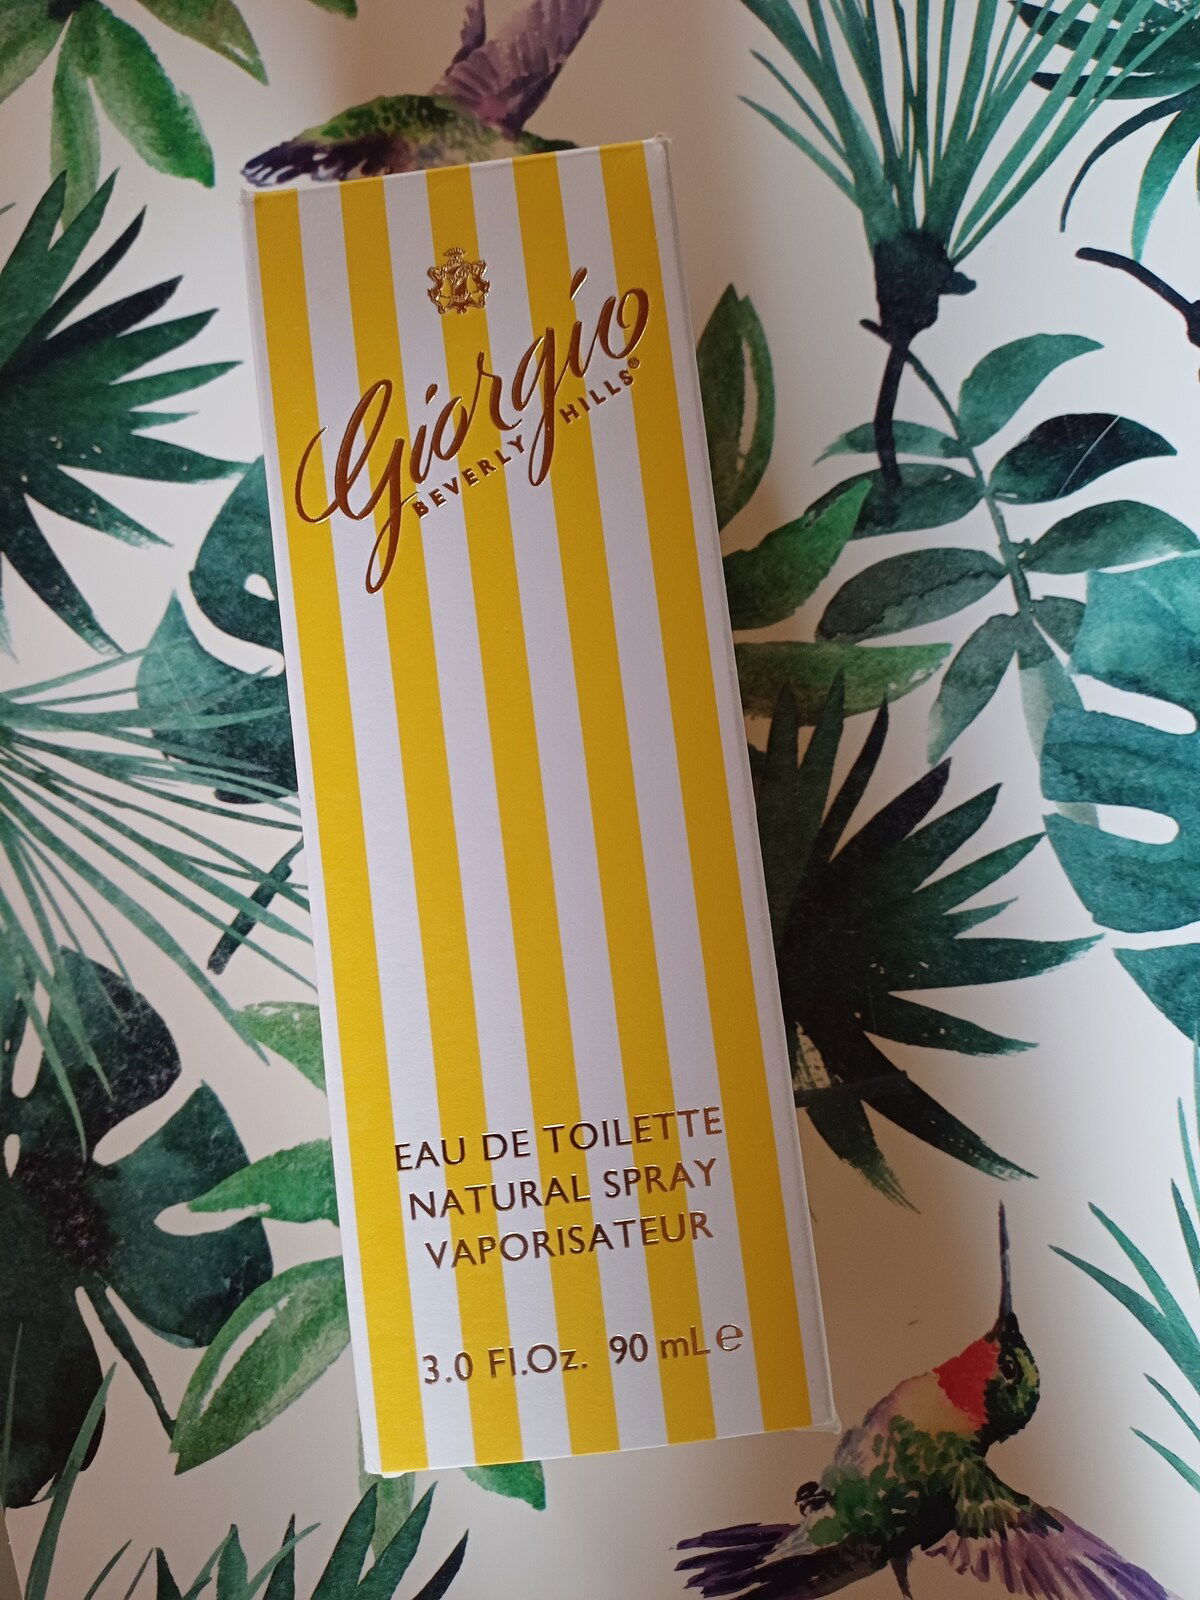 Giorgio
BEVERLY HILLS®
EAU DE TOILETTE
NATURAL SPRAY
VAPORISATEUR
3.0 Fl.Oz. 90 mL ℮